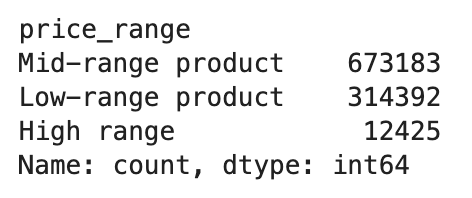 price_range
Mid-range product    673183
Low-range product    314392
High range            12425
Name: count, dtype: int64